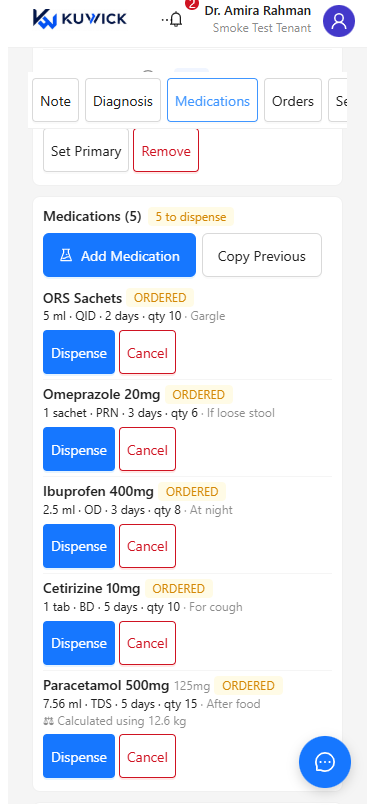 KUWICK
2
Dr. Amira Rahman
Smoke Test Tenant
Note
Diagnosis
Medications
Orders
Se
Set Primary
Remove
Medications (5) 5 to dispense
Add Medication
Copy Previous
ORS Sachets ORDERED
5 ml · QID · 2 days · qty 10 · Gargle
Dispense
Cancel
Omeprazole 20mg ORDERED
1 sachet · PRN · 3 days · qty 6 · If loose stool
Dispense
Cancel
Ibuprofen 400mg ORDERED
2.5 ml · OD · 3 days · qty 8 · At night
Dispense
Cancel
Cetirizine 10mg ORDERED
1 tab · BD · 5 days · qty 10 · For cough
Dispense
Cancel
Paracetamol 500mg 125mg ORDERED
7.56 ml · TDS · 5 days · qty 15 · After food
⚖ Calculated using 12.6 kg
Dispense
Cancel